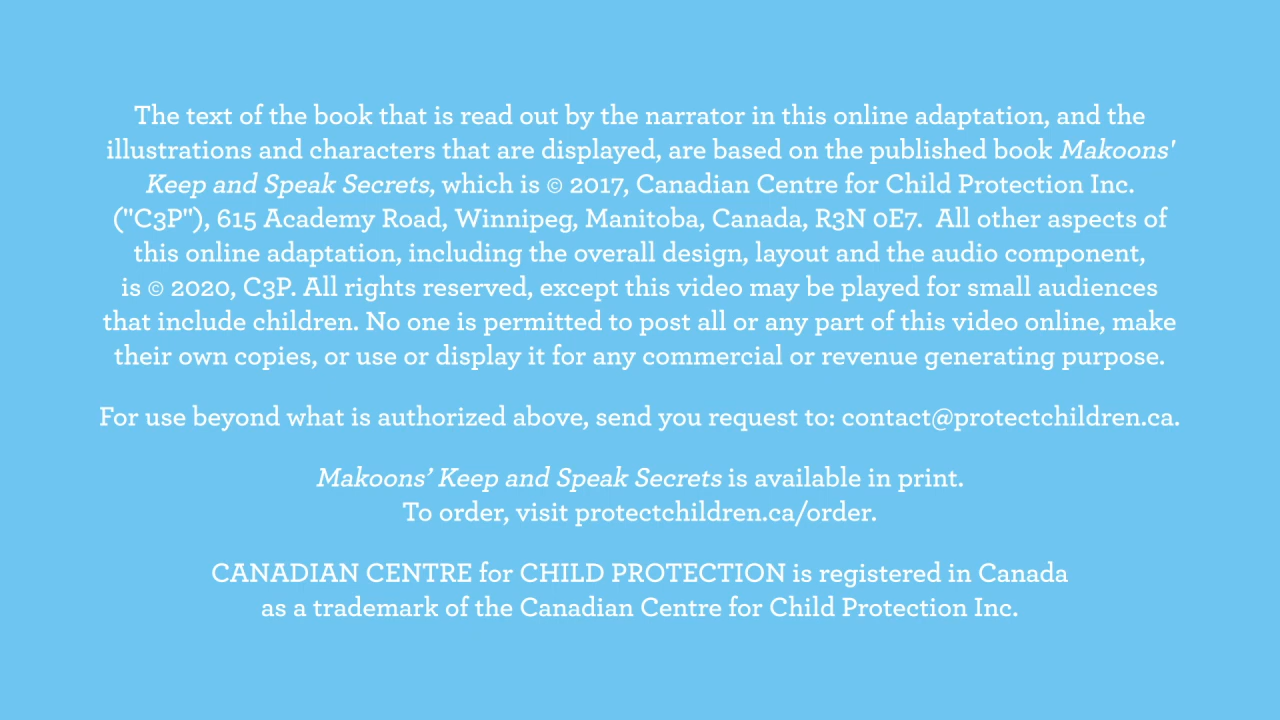 The text of the book that is read out by the narrator in this online adaptation, and the
illustrations and characters that are displayed, are based on the published book Makoons'
Keep and Speak Secrets, which is © 2017, Canadian Centre for Child Protection Inc.
("C3P"), 615 Academy Road, Winnipeg, Manitoba, Canada, R3N 0E7.  All other aspects of
this online adaptation, including the overall design, layout and the audio component,
is © 2020, C3P. All rights reserved, except this video may be played for small audiences
that include children. No one is permitted to post all or any part of this video online, make
their own copies, or use or display it for any commercial or revenue generating purpose.
For use beyond what is authorized above, send you request to: contact@protectchildren.ca.
Makoons’ Keep and Speak Secrets is available in print.
To order, visit protectchildren.ca/order.
CANADIAN CENTRE for CHILD PROTECTION is registered in Canada
as a trademark of the Canadian Centre for Child Protection Inc.